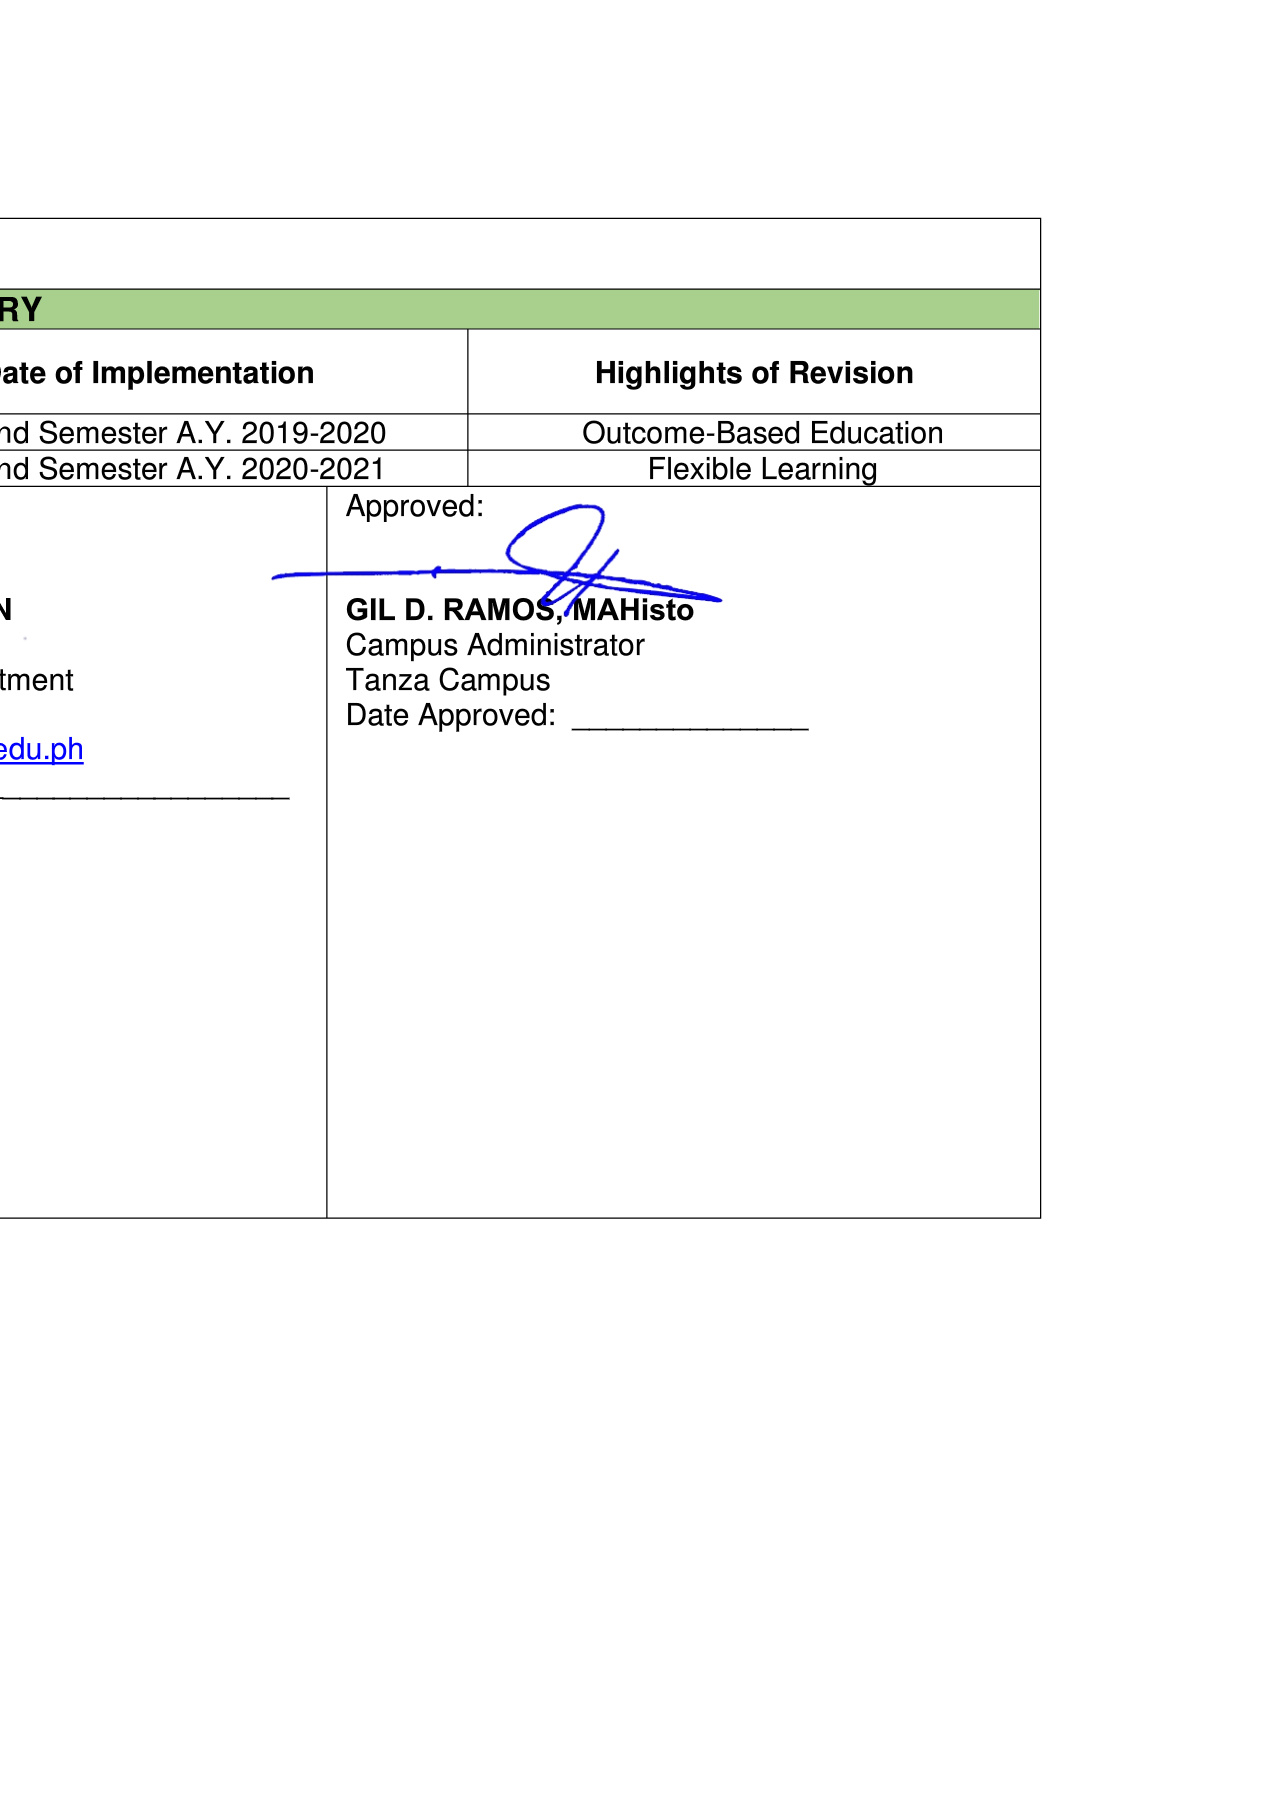 RY
ate of Implementation
Highlights of Revision
nd Semester A.Y. 2019-2020
Outcome-Based Education
nd Semester A.Y. 2020-2021
Flexible Learning
Approved:
N
GIL D. RAMOS, MAHisto
Campus Administrator
tment
Tanza Campus
Date Approved: ______________
edu.ph
_________________